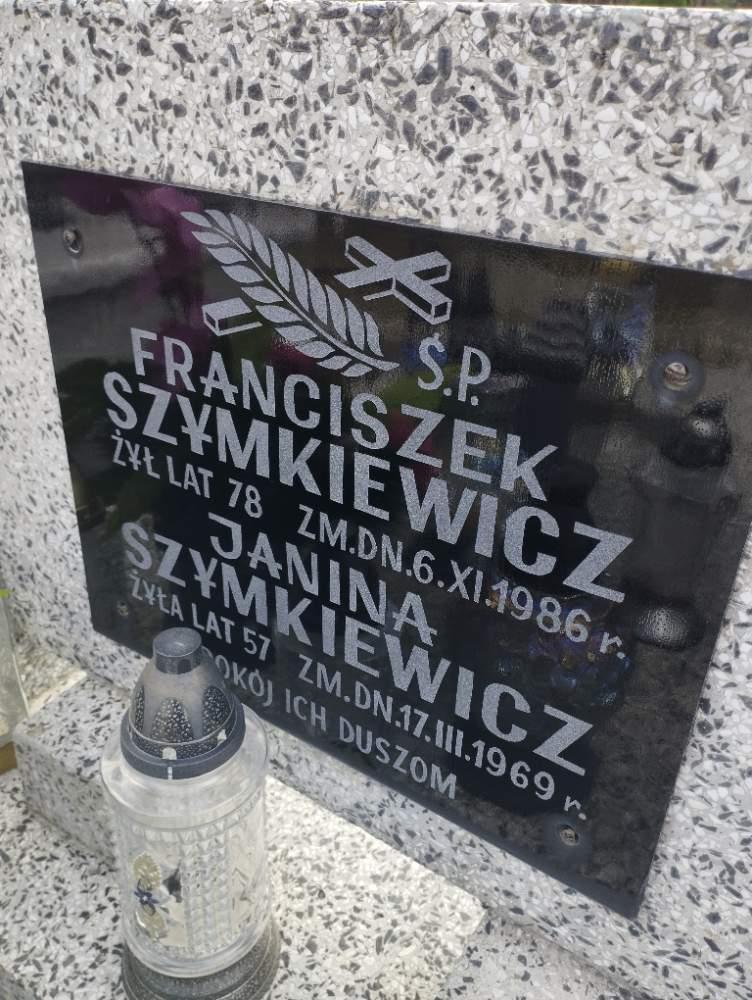 Ś.P.
FRANCISZEK
SZYMKIEWICZ
ŻYŁ LAT 78 ZM.DN.6.XI.1986 r.
JANINA
SZYMKIEWICZ
ŻYŁA LAT 57 ZM.DN.17.III.1969 r.
POKÓJ ICH DUSZOM